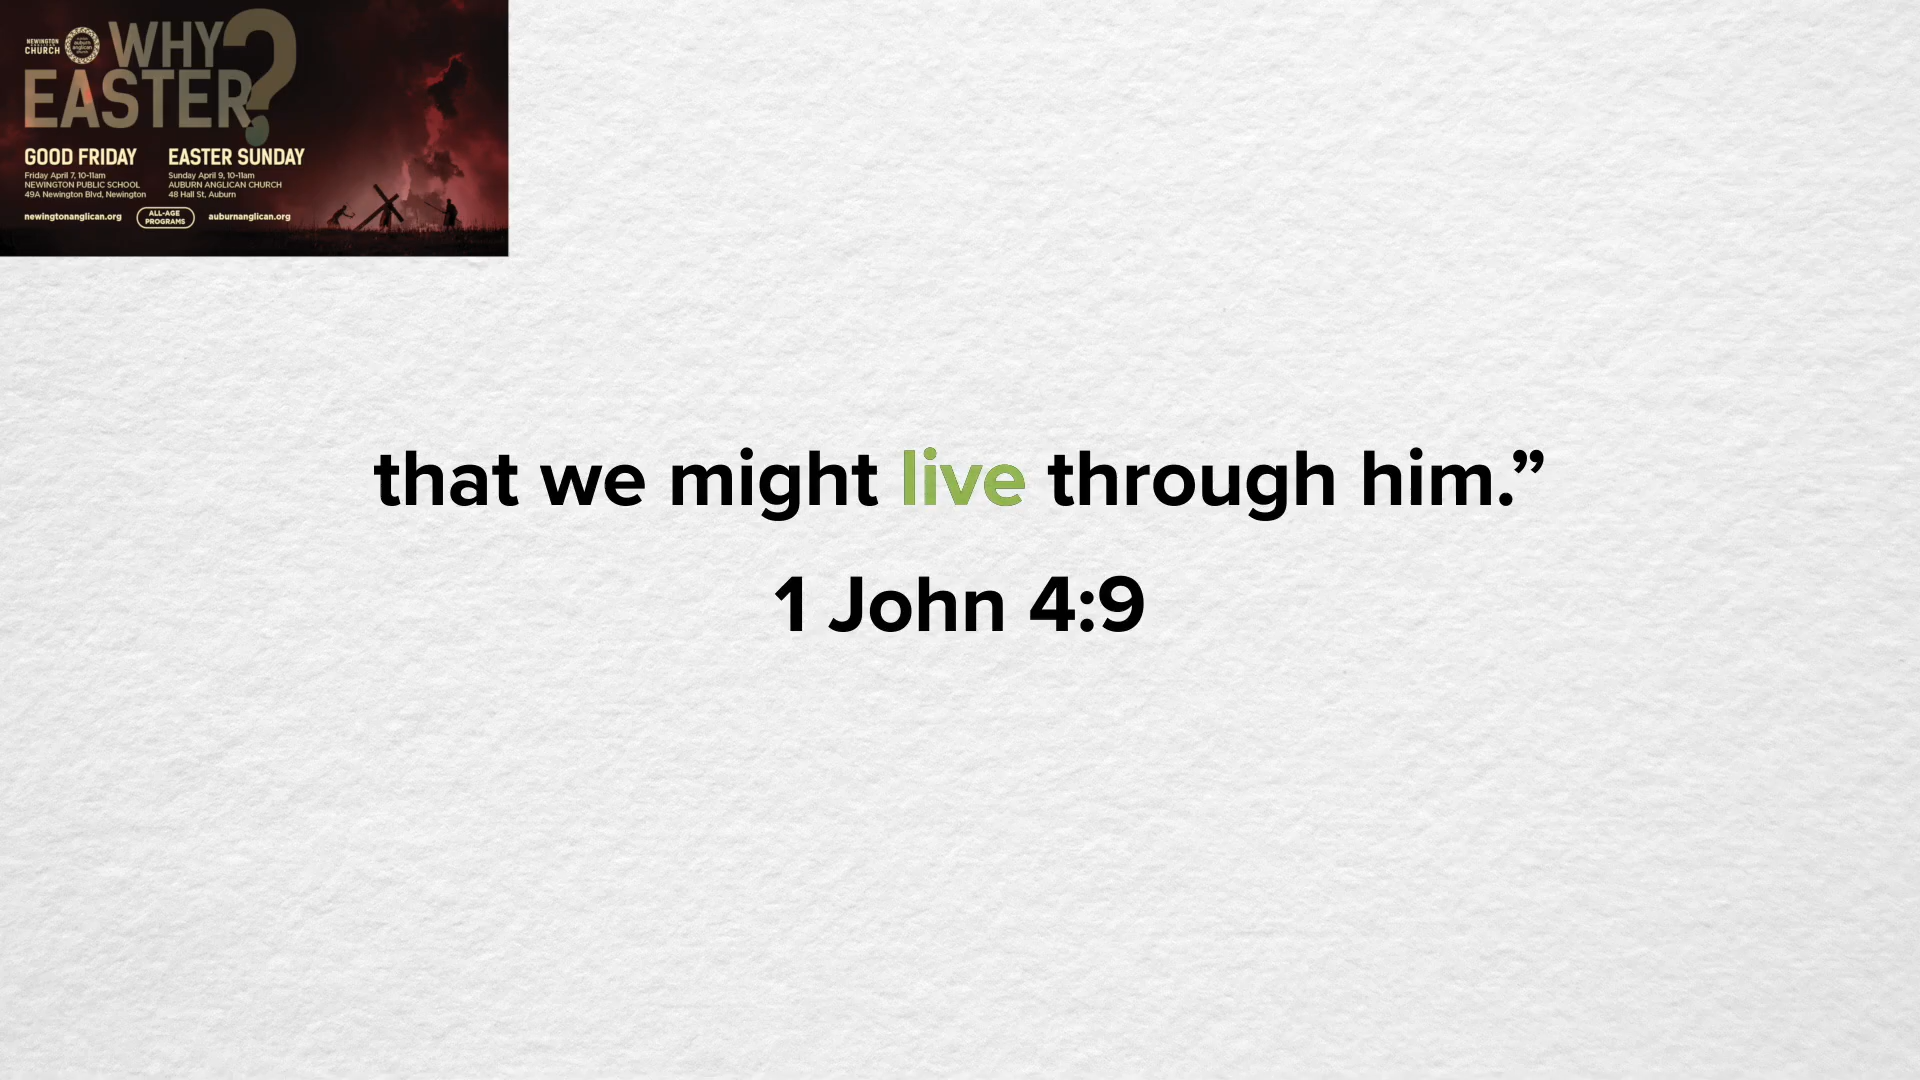 NEWINGTON
CHURCH
auburn
anglican
WHY
EASTER?
GOOD FRIDAY
Friday April 7, 10-11am
NEWINGTON PUBLIC SCHOOL
49A Newington Blvd, Newington
EASTER SUNDAY
Sunday April 9, 10-11am
AUBURN ANGLICAN CHURCH
48 Hall St, Auburn
newingtonanglican.org
ALL-AGE
PROGRAMS
auburnanglican.org
that we might live through him.”
1 John 4:9